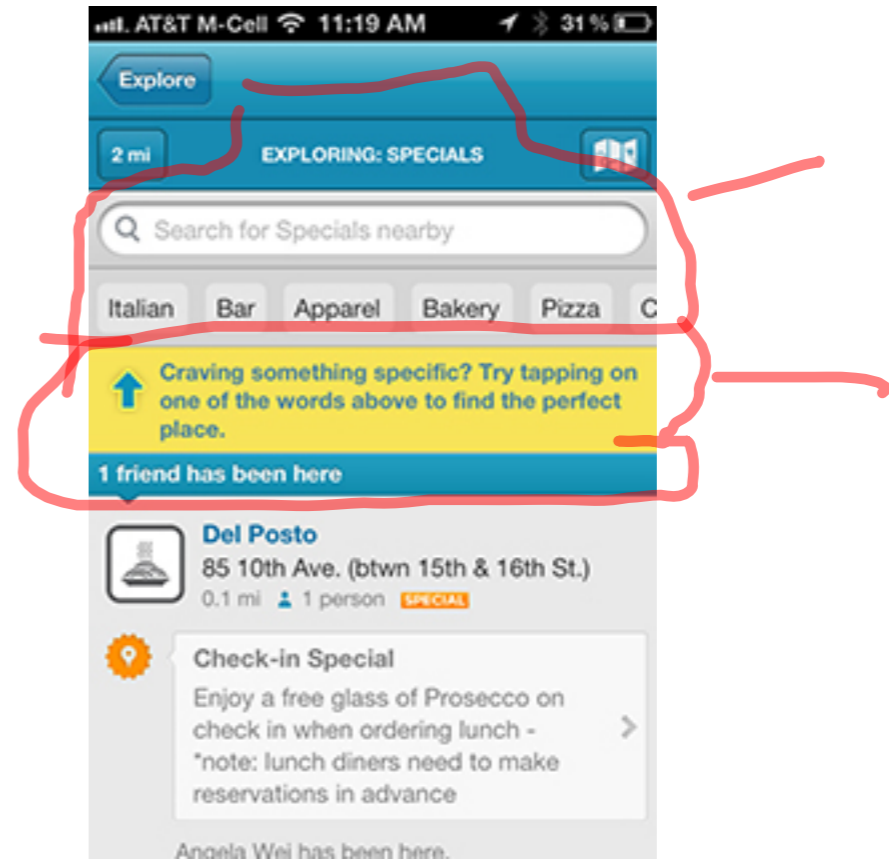 AT&T M-Cell 11:19 AM 31%
Explore
2 mi EXPLORING: SPECIALS
Search for Specials nearby
Italian Bar Apparel Bakery Pizza C
Craving something specific? Try tapping on
one of the words above to find the perfect
place.
1 friend has been here
Del Posto
85 10th Ave. (btwn 15th & 16th St.)
0.1 mi 1 person SPECIAL
Check-in Special
Enjoy a free glass of Prosecco on
check in when ordering lunch -
*note: lunch diners need to make
reservations in advance
Angela Wei has been here.